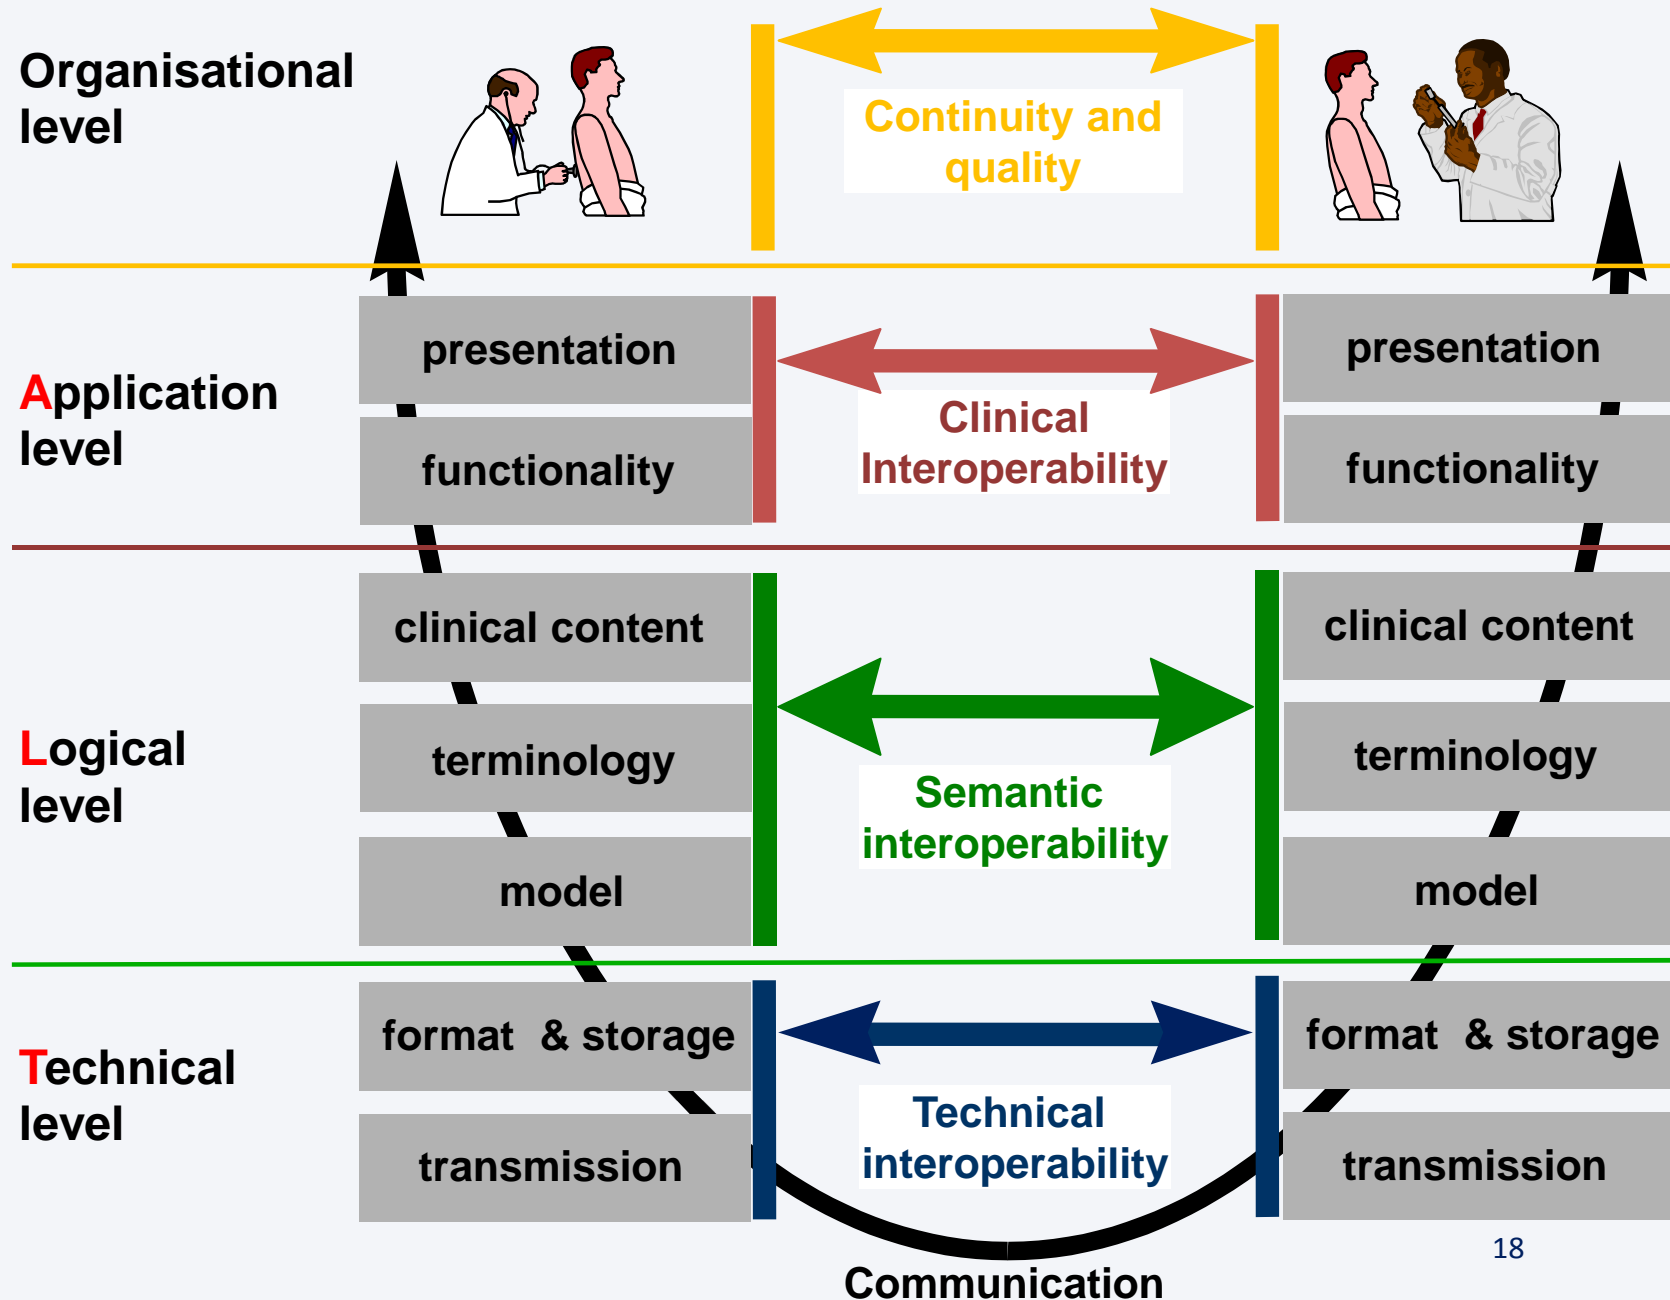 Organisational
level
Continuity and
quality
Application
level
presentation
functionality
Clinical
Interoperability
presentation
functionality
Logical
level
clinical content
terminology
model
Semantic
interoperability
clinical content
terminology
model
Technical
level
format & storage
transmission
Technical
interoperability
format & storage
transmission
18
Communication